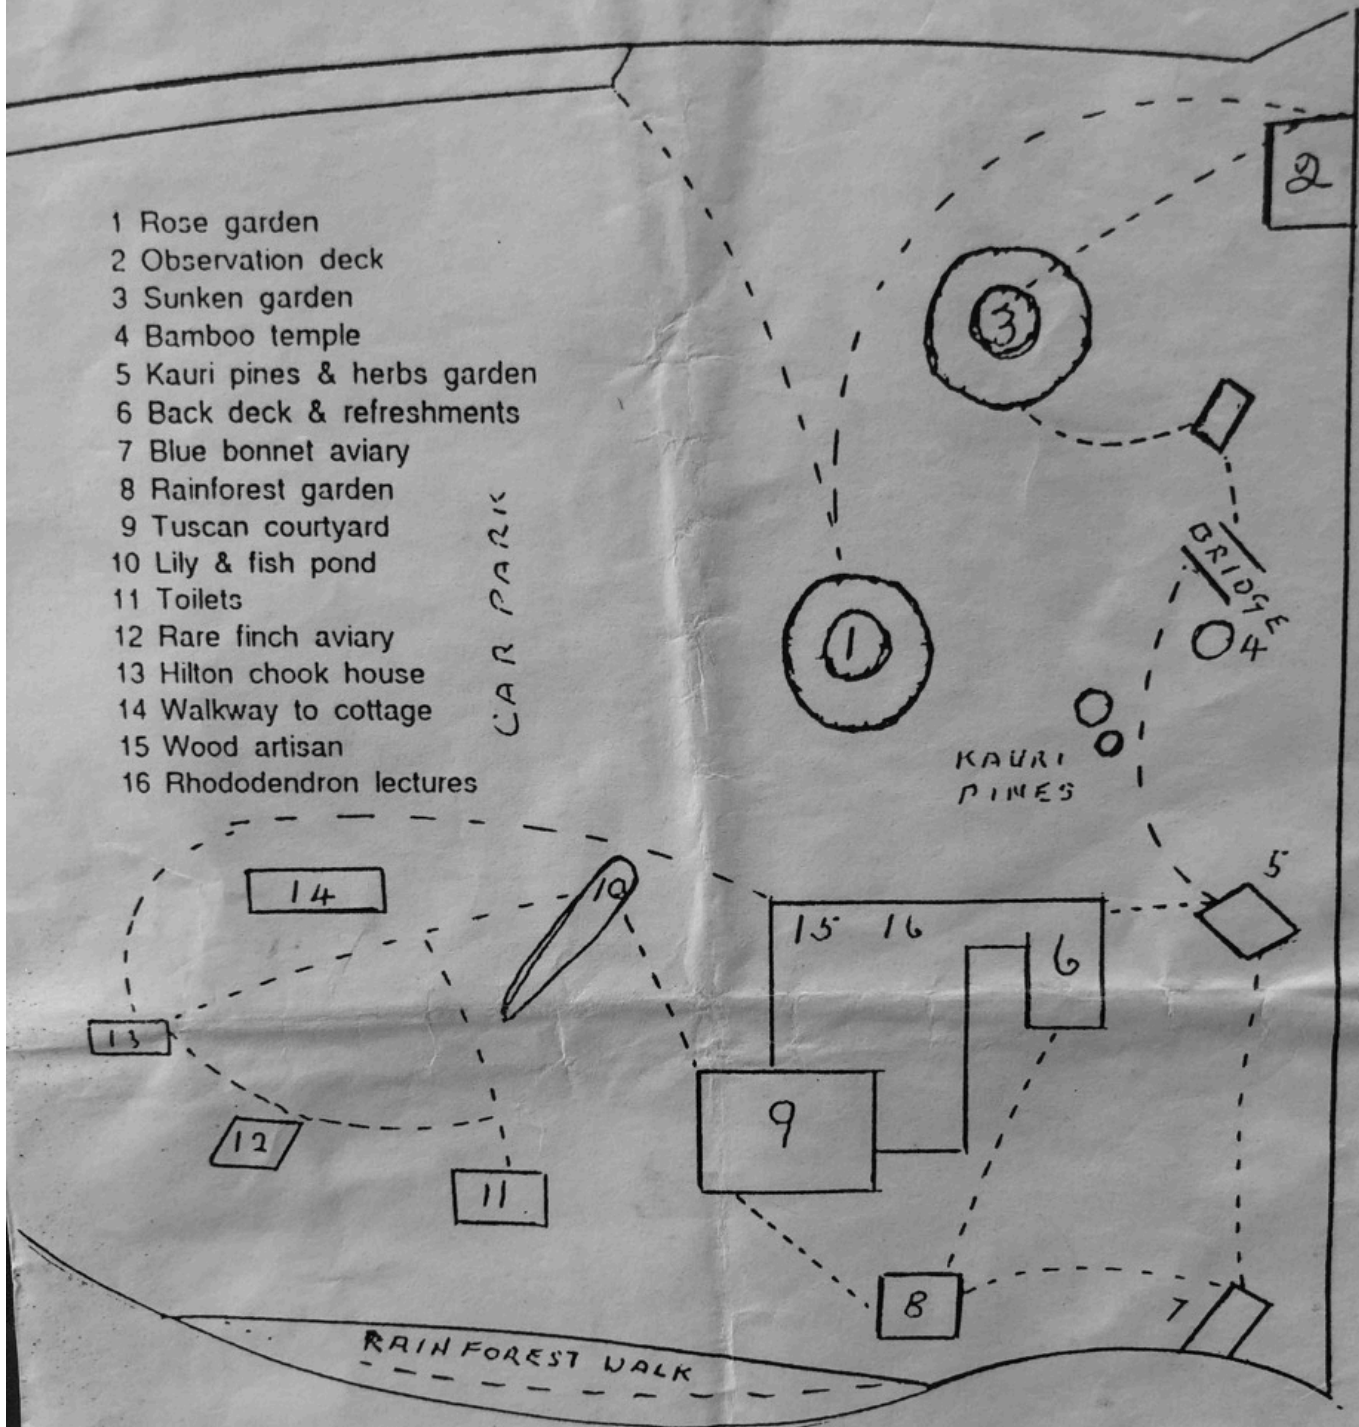 1 Rose garden
2 Observation deck
3 Sunken garden
4 Bamboo temple
5 Kauri pines & herbs garden
6 Back deck & refreshments
7 Blue bonnet aviary
8 Rainforest garden
9 Tuscan courtyard
10 Lily & fish pond
11 Toilets
12 Rare finch aviary
13 Hilton chook house
14 Walkway to cottage
15 Wood artisan
16 Rhododendron lectures
CAR PARK
2
3
BRIDGE
4
1
KAURI
PINES
5
14
10
15 16
6
13
9
12
11
8
7
RAINFOREST WALK